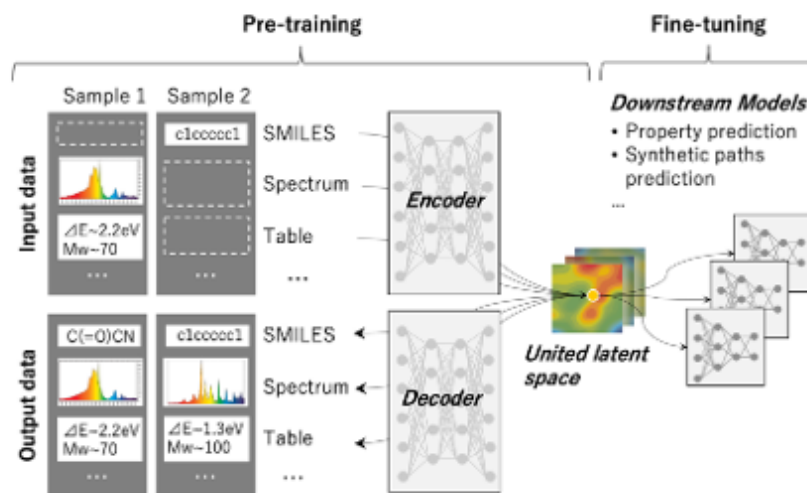 Pre-training
Fine-tuning
Sample 1
Sample 2
Input data
c1ccccc1
⊿E~2.2eV
Mw~70
...
...
SMILES
Spectrum
Table
...
Encoder
Downstream Models
• Property prediction
• Synthetic paths
prediction
...
United latent
space
Output data
C(=O)CN
⊿E~2.2eV
Mw~70
...
c1ccccc1
⊿E~1.3eV
Mw~100
...
SMILES
Spectrum
Table
...
Decoder